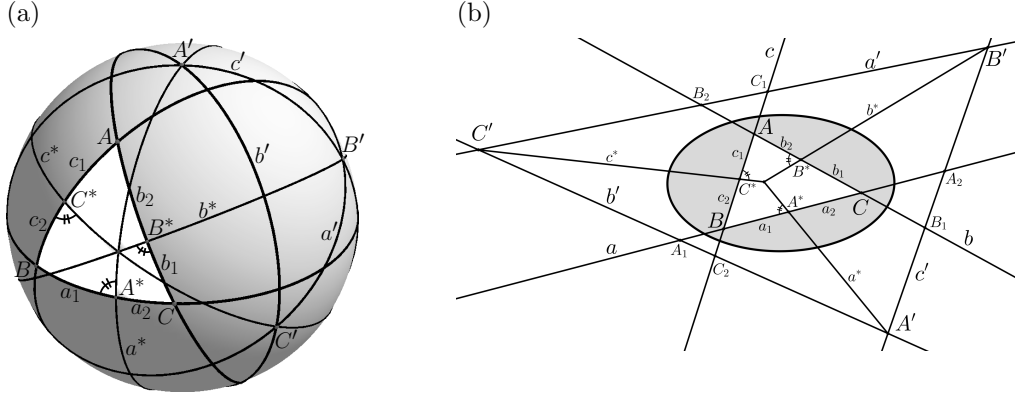 (a)
A′
c′
A
c*
c₁
C*
c₂
b′
b₂
B′
B*
b*
b₁
a′
B
a₁
A*
a₂
C
C′
a*
(b)
c
a′
B′
C₁
B₂
b*
C′
A
b₂
c*
c₁
B*
b₁
C*
A₂
c₂
A*
b′
B
a₂
C
a₁
B₁
b
a
A₁
C₂
a*
c′
A′